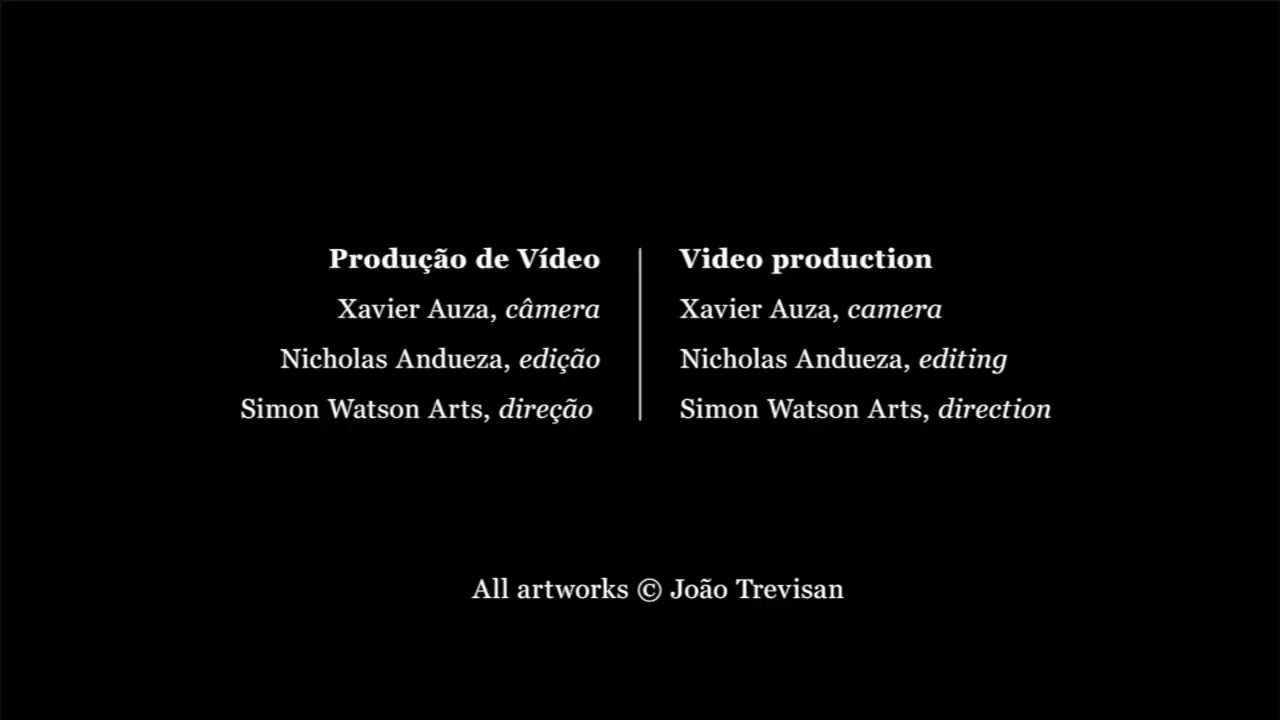 Produção de Vídeo
Xavier Auza, câmera
Nicholas Andueza, edição
Simon Watson Arts, direção
Video production
Xavier Auza, camera
Nicholas Andueza, editing
Simon Watson Arts, direction
All artworks © João Trevisan